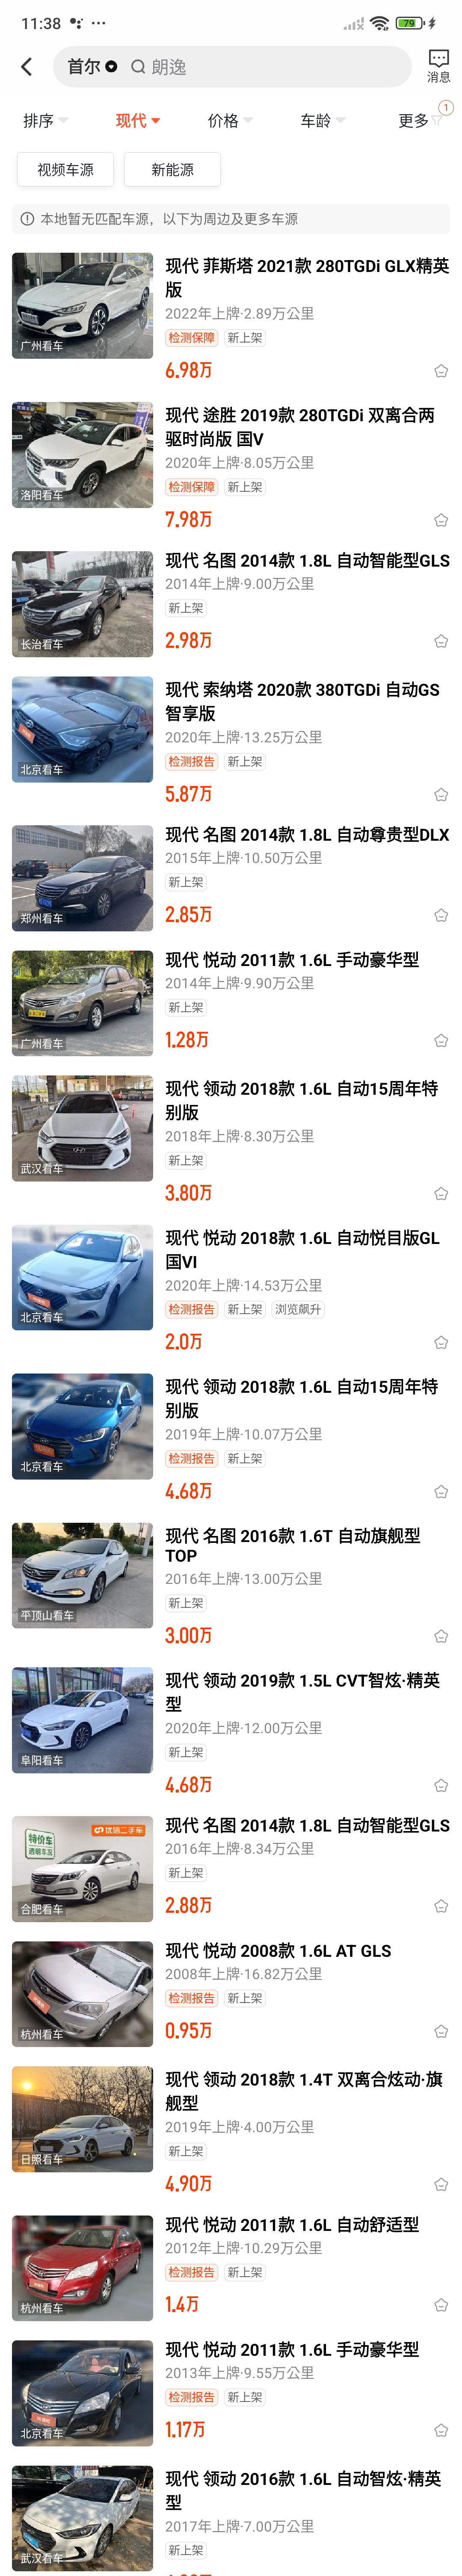 11:38
79
首尔 朗逸
消息
排序 现代 价格 车龄 更多 1
视频车源 新能源
本地暂无匹配车源，以下为周边及更多车源
现代 菲斯塔 2021款 280TGDi GLX精英
版
2022年上牌·2.89万公里
检测保障 新上架
广州看车
6.98万
现代 途胜 2019款 280TGDi 双离合两
驱时尚版 国V
2020年上牌·8.05万公里
检测保障 新上架
洛阳看车
7.98万
现代 名图 2014款 1.8L 自动智能型GLS
2014年上牌·9.00万公里
新上架
长治看车
2.98万
现代 索纳塔 2020款 380TGDi 自动GS
智享版
2020年上牌·13.25万公里
检测报告 新上架
北京看车
5.87万
现代 名图 2014款 1.8L 自动尊贵型DLX
2015年上牌·10.50万公里
新上架
郑州看车
2.85万
现代 悦动 2011款 1.6L 手动豪华型
2014年上牌·9.90万公里
新上架
广州看车
1.28万
现代 领动 2018款 1.6L 自动15周年特
别版
2018年上牌·8.30万公里
新上架
武汉看车
3.80万
现代 悦动 2018款 1.6L 自动悦目版GL
国VI
2020年上牌·14.53万公里
检测报告 新上架 浏览飙升
北京看车
2.0万
现代 领动 2018款 1.6L 自动15周年特
别版
2019年上牌·10.07万公里
检测报告 新上架
北京看车
4.68万
现代 名图 2016款 1.6T 自动旗舰型
TOP
2016年上牌·13.00万公里
新上架
平顶山看车
3.00万
现代 领动 2019款 1.5L CVT智炫·精英
型
2020年上牌·12.00万公里
新上架
阜阳看车
4.68万
现代 名图 2014款 1.8L 自动智能型GLS
优信二手车
特价车
透明车况
2016年上牌·8.34万公里
新上架
合肥看车
2.88万
现代 悦动 2008款 1.6L AT GLS
2008年上牌·16.82万公里
检测报告 新上架
杭州看车
0.95万
现代 领动 2018款 1.4T 双离合炫动·旗
舰型
2019年上牌·4.00万公里
新上架
日照看车
4.90万
现代 悦动 2011款 1.6L 自动舒适型
2012年上牌·10.29万公里
检测报告 新上架
杭州看车
1.4万
现代 悦动 2011款 1.6L 手动豪华型
2013年上牌·9.55万公里
检测报告 新上架
北京看车
1.17万
现代 领动 2016款 1.6L 自动智炫·精英
型
2017年上牌·7.00万公里
新上架
武汉看车